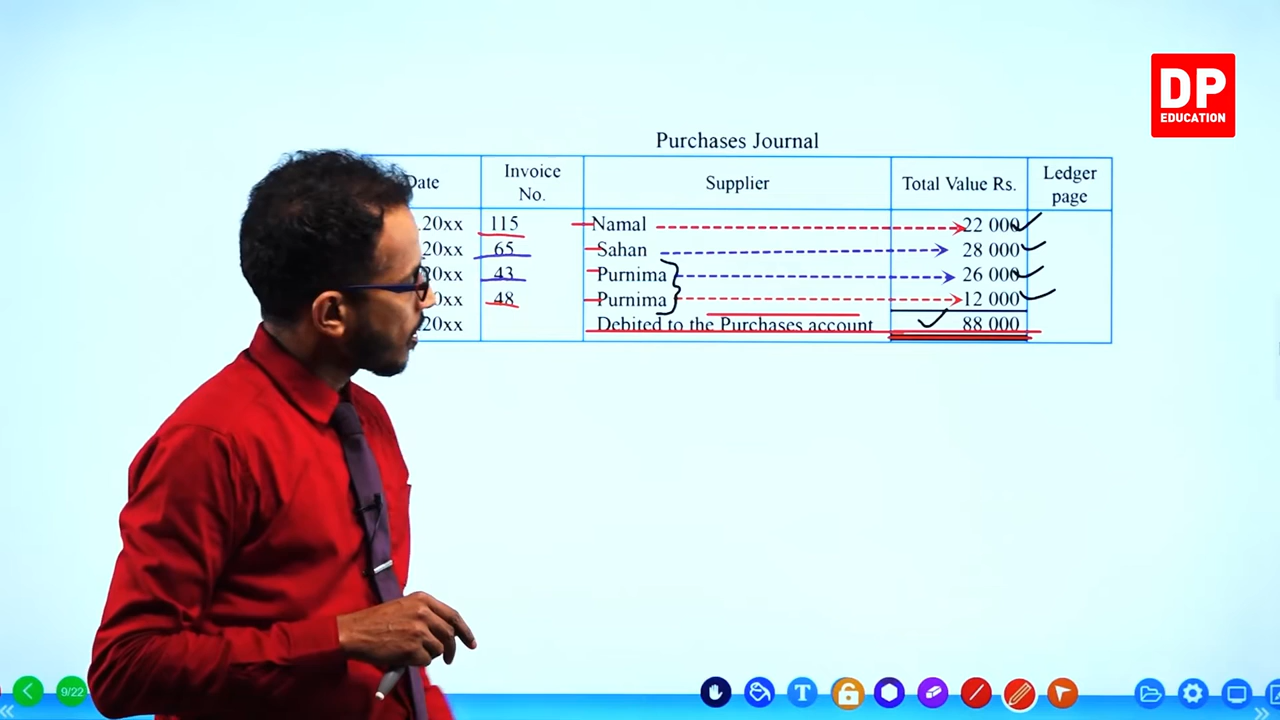 DP
EDUCATION
Purchases Journal
Date Invoice No. Supplier Total Value Rs. Ledger page
.20xx 115 Namal 22 000
20xx 65 Sahan 28 000
20xx 43 Purnima 26 000
0xx 48 Purnima 12 000
.20xx Debited to the Purchases account 88 000
9/22
T